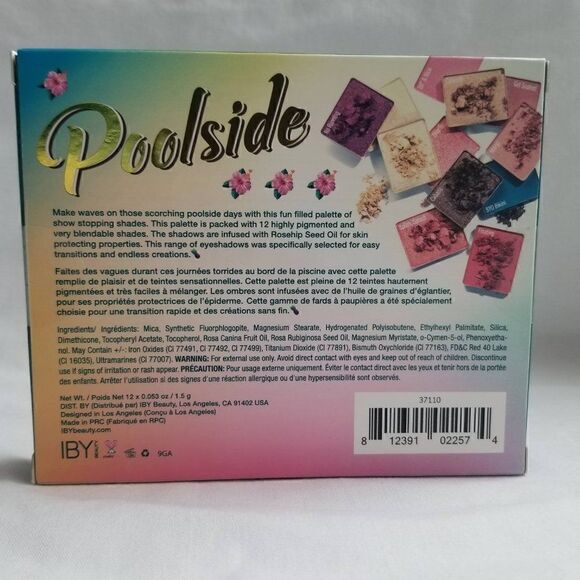 Poolside
Make waves on those scorching poolside days with this fun filled palette of
show stopping shades. This palette is packed with 12 highly pigmented and
very blendable shades. The shadows are infused with Rosehip Seed Oil for skin
protecting properties. This range of eyeshadows was specifically selected for easy
transitions and endless creations.
Faites des vagues durant ces journées torrides au bord de la piscine avec cette palette
remplie de plaisir et de teintes sensationnelles. Cette palette est la pleine de 12 teintes hautement
pigmentées et très faciles à mélanger. Les ombres sont infusées avec de l'huile de graines d'églantier,
pour ses propriétés protectrices de l'épiderme. Cette gamme de fards à paupières a été spécialement
choisie pour une transition rapide et des créations sans fin
Ingredients/ Ingrédients: Mica, Synthetic Fluorphlogopite, Magnesium Stearate, Hydrogenated Polyisobutene, Ethylhexyl Palmitate, Silica,
Dimethicone, Tocopheryl Acetate, Tocopherol, Rosa Canina Fruit Oil, Rosa Rubiginosa Seed Oil, Magnesium Myristate, o-Cymen-5-ol, Phenoxyetha-
nol. May Contain +/-: Iron Oxides (CI 77491, CI 77492, CI 77499), Titanium Dioxide (CI 77891), Bismuth Oxychloride (CI 77163), FD&C Red 40 Lake
(CI 16035), Ultramarines (CI 77007). WARNING: For external use only. Avoid direct contact with eyes and keep out of reach of children. Discontinue
use if signs of irritation or rash appear. PRÉCAUTION: Pour usage externe uniquement. Éviter le contact direct avec les yeux et tenir hors de la portée
des enfants. Arrêter l'utilisation si des signes d'une réaction allergique ou d'une hypersensibilité sont observés.
Net Wt. / Poids Net 12 x 0.053 oz / 1.5 g
DIST. BY (Distribué par) IBY Beauty, Los Angeles, CA 91402 USA
Designed in Los Angeles (Conçu à Los Angeles)
Made in PRC (Fabriqué en RPC)
IBYbeauty.com
IBY
12M
9GA
37110
8 12391 02257 4